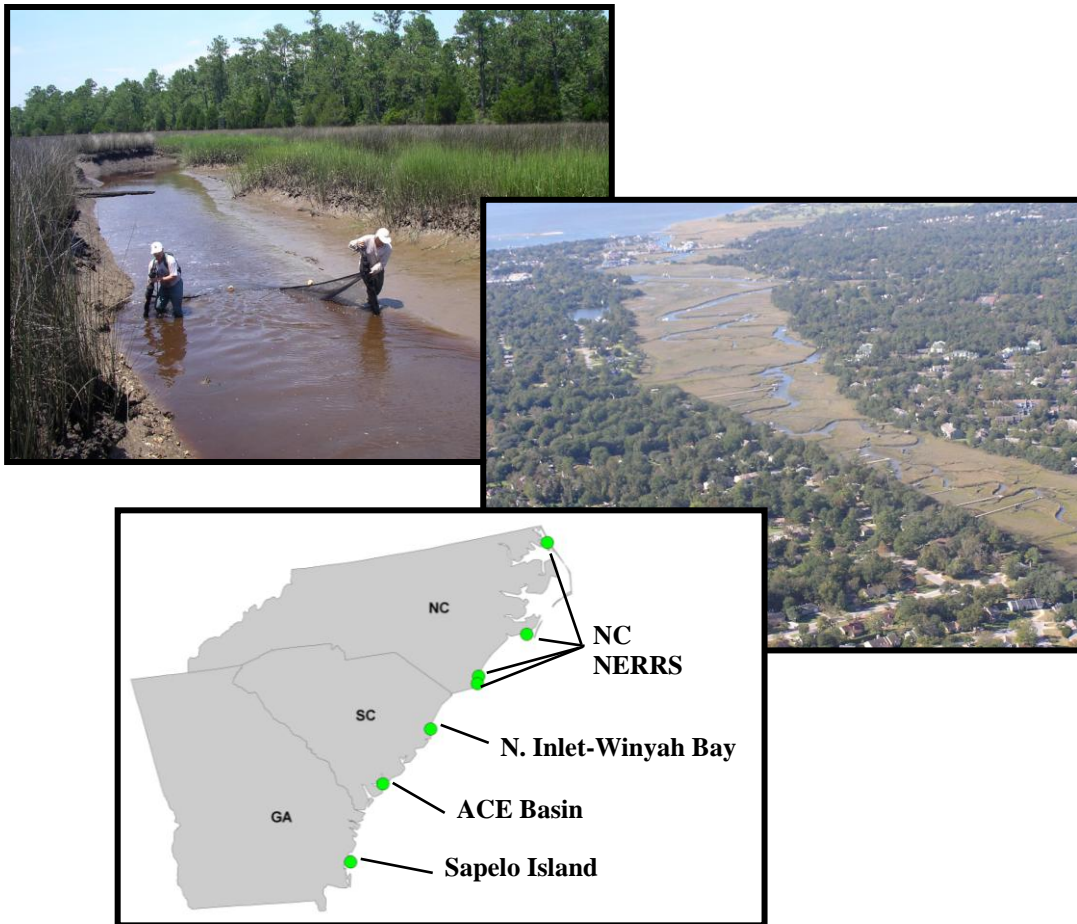 NC
NC
NERRS
SC
N. Inlet-Winyah Bay
ACE Basin
GA
Sapelo Island